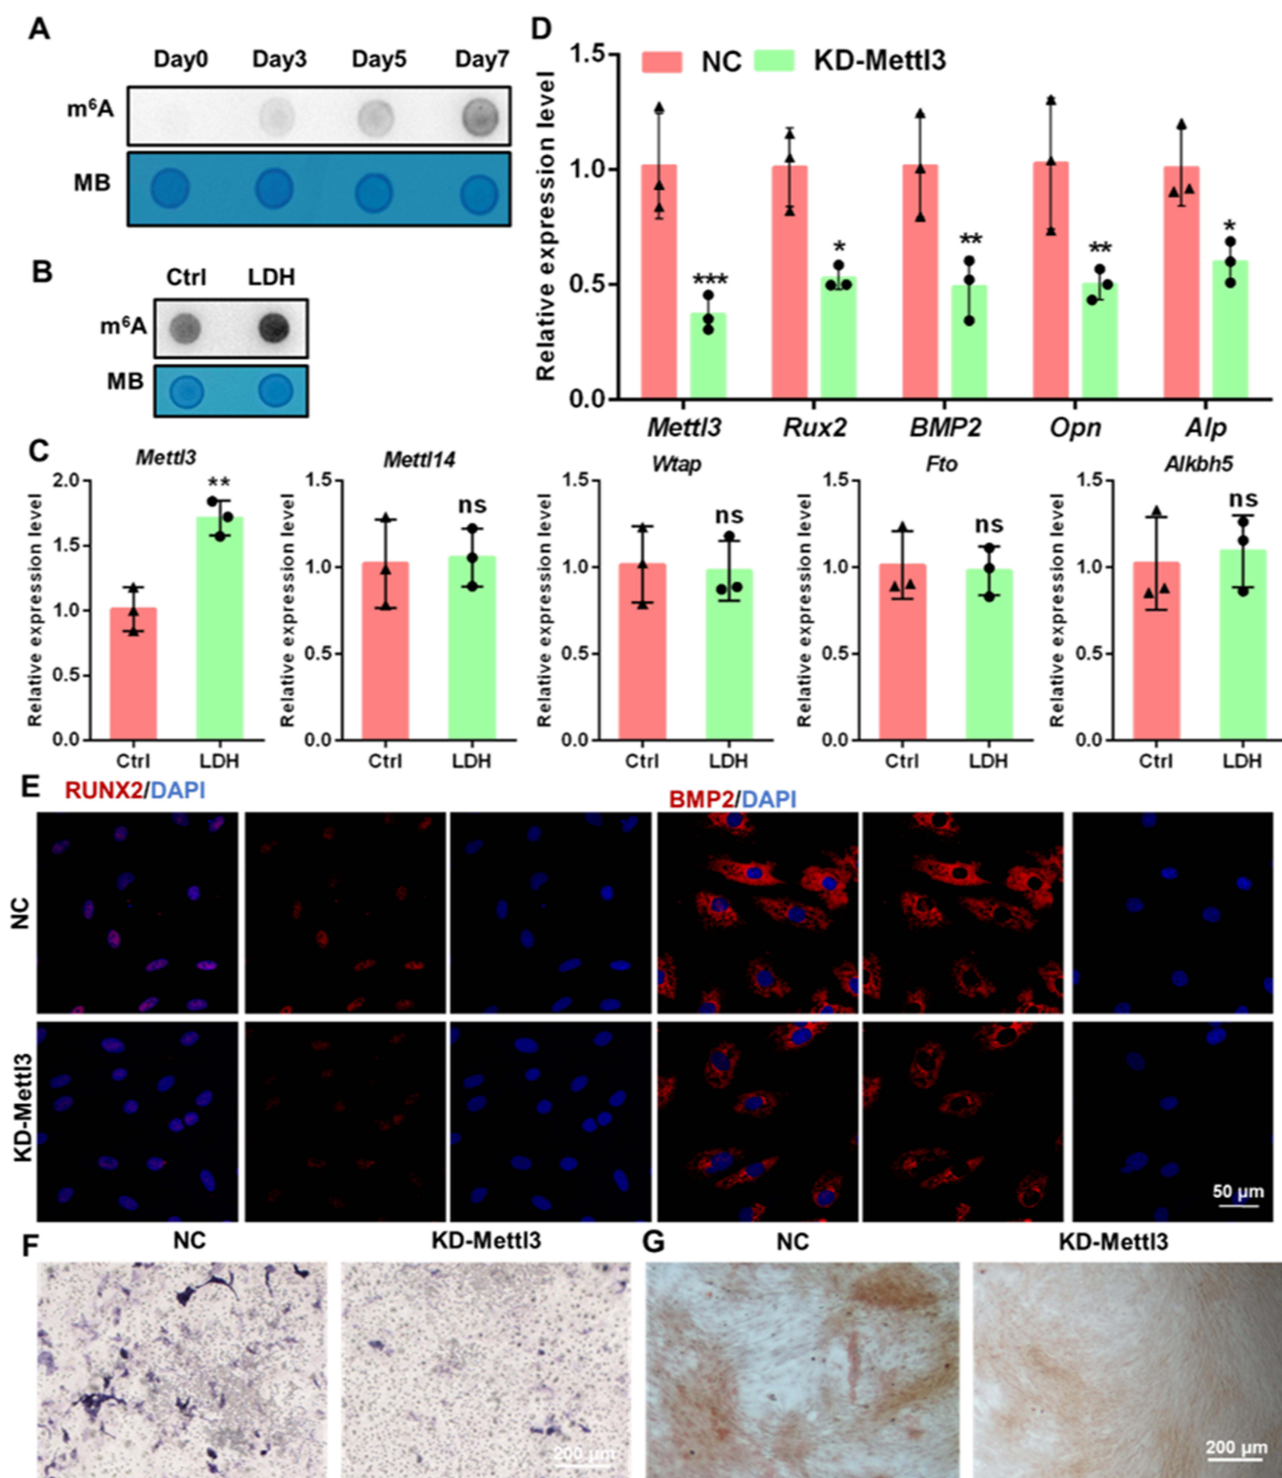 A
Day0 Day3 Day5 Day7
m⁶A
MB
B
Ctrl LDH
m⁶A
MB
D
NC KD-Mettl3
Relative expression level
1.5
1.0
0.5
0.0
***
*
**
**
*
Mettl3 Rux2 BMP2 Opn Alp
C
Mettl3
Relative expression level
2.0
1.5
1.0
0.5
0.0
**
Ctrl LDH
Mettl14
Relative expression level
1.5
1.0
0.5
0.0
ns
Ctrl LDH
Wtap
Relative expression level
1.5
1.0
0.5
0.0
ns
Ctrl LDH
Fto
Relative expression level
1.5
1.0
0.5
0.0
ns
Ctrl LDH
Alkbh5
Relative expression level
1.5
1.0
0.5
0.0
ns
Ctrl LDH
E
RUNX2/DAPI
BMP2/DAPI
NC
KD-Mettl3
50 μm
F
NC KD-Mettl3
200 μm
G
NC KD-Mettl3
200 μm